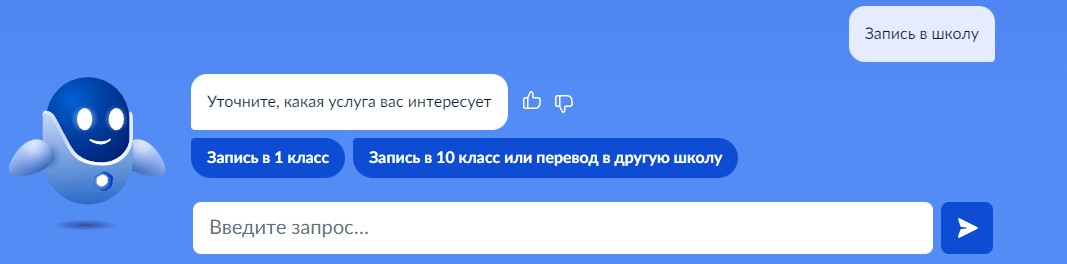 Запись в школу
Уточните, какая услуга вас интересует
Запись в 1 класс
Запись в 10 класс или перевод в другую школу
Введите запрос...